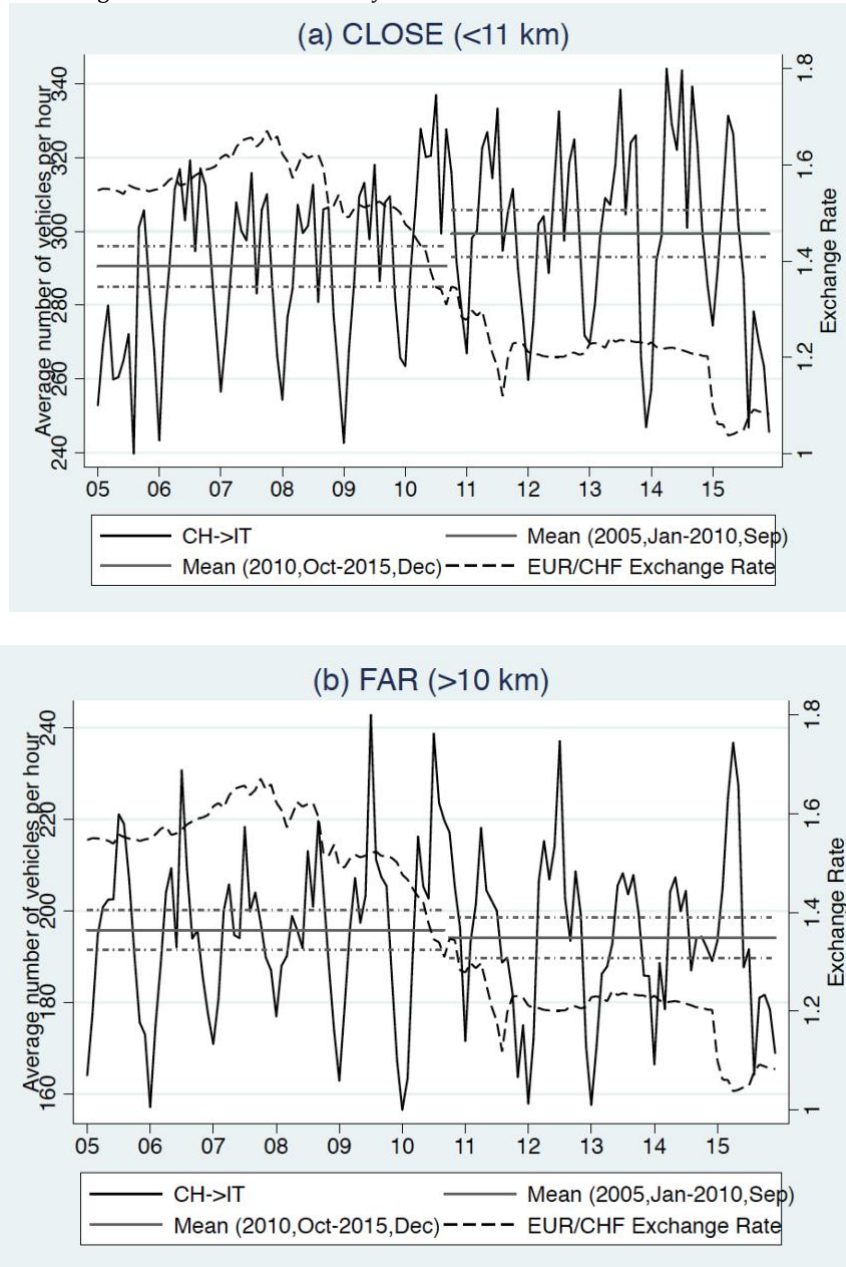 (a) CLOSE (<11 km)
Average number of vehicles per hour
340
320
300
280
260
240
1.8
1.6
1.4
1.2
1
Exchange Rate
05 06 07 08 09 10 11 12 13 14 15
CH->IT Mean (2005,Jan-2010,Sep)
Mean (2010,Oct-2015,Dec) EUR/CHF Exchange Rate
(b) FAR (>10 km)
Average number of vehicles per hour
240
220
200
180
160
1.8
1.6
1.4
1.2
1
Exchange Rate
05 06 07 08 09 10 11 12 13 14 15
CH->IT Mean (2005,Jan-2010,Sep)
Mean (2010,Oct-2015,Dec) EUR/CHF Exchange Rate